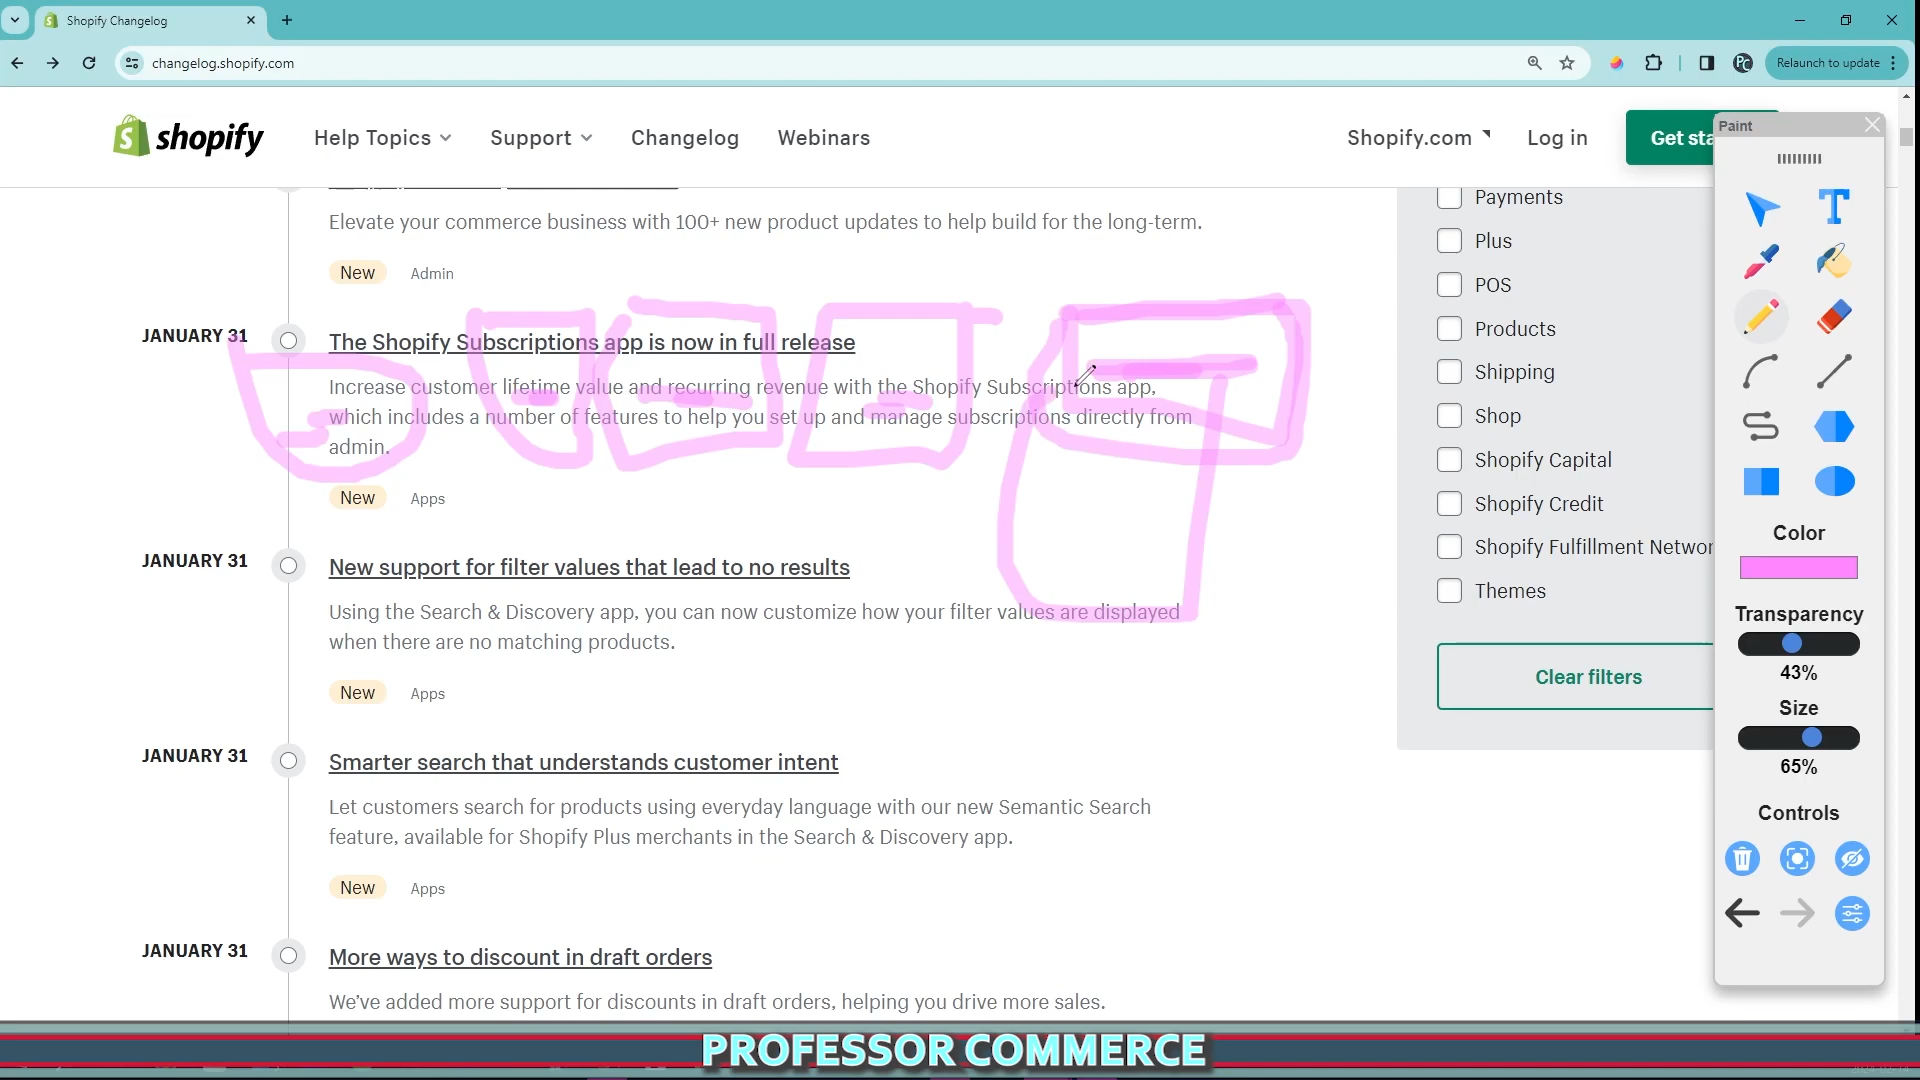 Shopify Changelog
changelog.shopify.com
Relaunch to update
shopify
Help Topics
Support
Changelog
Webinars
Shopify.com
Log in
Get sta
Elevate your commerce business with 100+ new product updates to help build for the long-term.
New
Admin
JANUARY 31
The Shopify Subscriptions app is now in full release
Increase customer lifetime value and recurring revenue with the Shopify Subscriptions app,
which includes a number of features to help you set up and manage subscriptions directly from
admin.
New
Apps
JANUARY 31
New support for filter values that lead to no results
Using the Search & Discovery app, you can now customize how your filter values are displayed
when there are no matching products.
New
Apps
JANUARY 31
Smarter search that understands customer intent
Let customers search for products using everyday language with our new Semantic Search
feature, available for Shopify Plus merchants in the Search & Discovery app.
New
Apps
JANUARY 31
More ways to discount in draft orders
We've added more support for discounts in draft orders, helping you drive more sales.
Payments
Plus
POS
Products
Shipping
Shop
Shopify Capital
Shopify Credit
Shopify Fulfillment Networ
Themes
Clear filters
Paint
Color
Transparency
43%
Size
65%
Controls
PROFESSOR COMMERCE